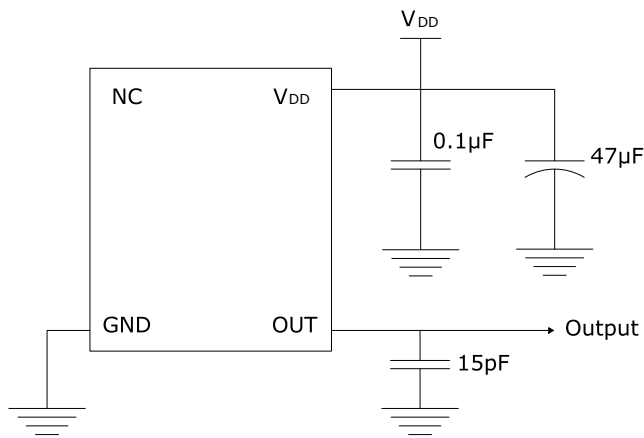 VDD
NC
VDD
0.1µF
47µF
GND
OUT
Output
15pF